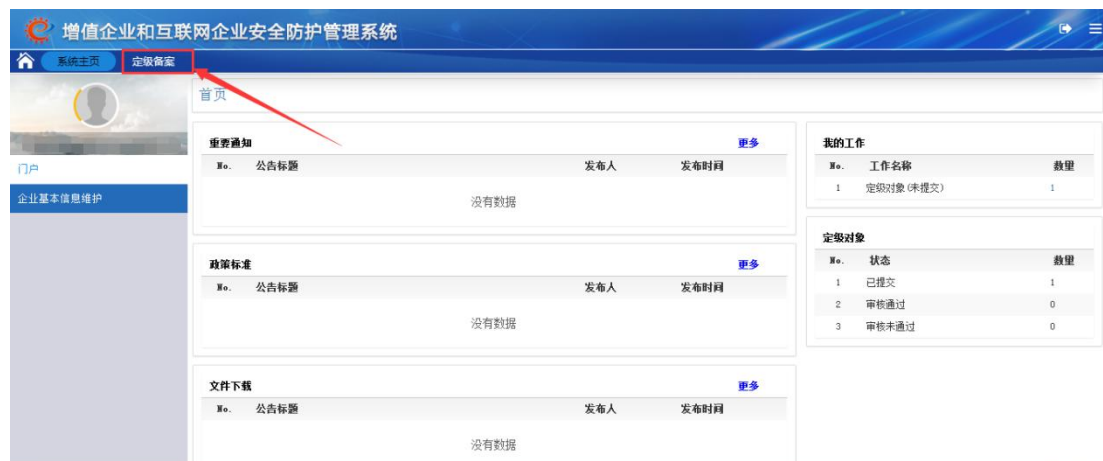 增值企业和互联网企业安全防护管理系统
系统主页 定级备案
首页
门户
企业基本信息维护
重要通知 更多
No. 公告标题 发布人 发布时间
没有数据
政策标准 更多
No. 公告标题 发布人 发布时间
没有数据
文件下载 更多
No. 公告标题 发布人 发布时间
没有数据
我的工作
No. 工作名称 数量
1 定级对象(未提交) 1
定级对象
No. 状态 数量
1 已提交 1
2 审核通过 0
3 审核未通过 0